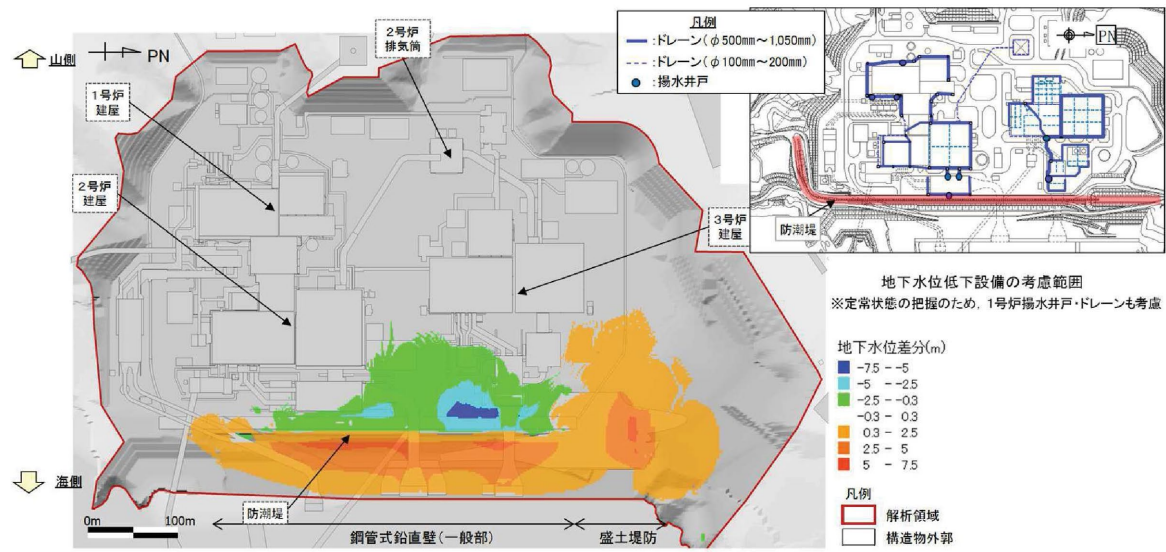 山側
PN
1号炉
建屋
2号炉
建屋
2号炉
排気筒
3号炉
建屋
防潮堤
海側
0m
100m
鋼管式鉛直壁(一般部)
盛土堤防
凡例
:ドレーン(φ500mm～1,050mm)
:ドレーン(φ100mm～200mm)
:揚水井戸
PN
防潮堤
地下水位低下設備の考慮範囲
※定常状態の把握のため，1号炉揚水井戸・ドレーンも考慮
地下水位差分(m)
-7.5 - -5
-5 - -2.5
-2.5 - -0.3
-0.3 - 0.3
0.3 - 2.5
2.5 - 5
5 - 7.5
凡例
解析領域
構造物外郭